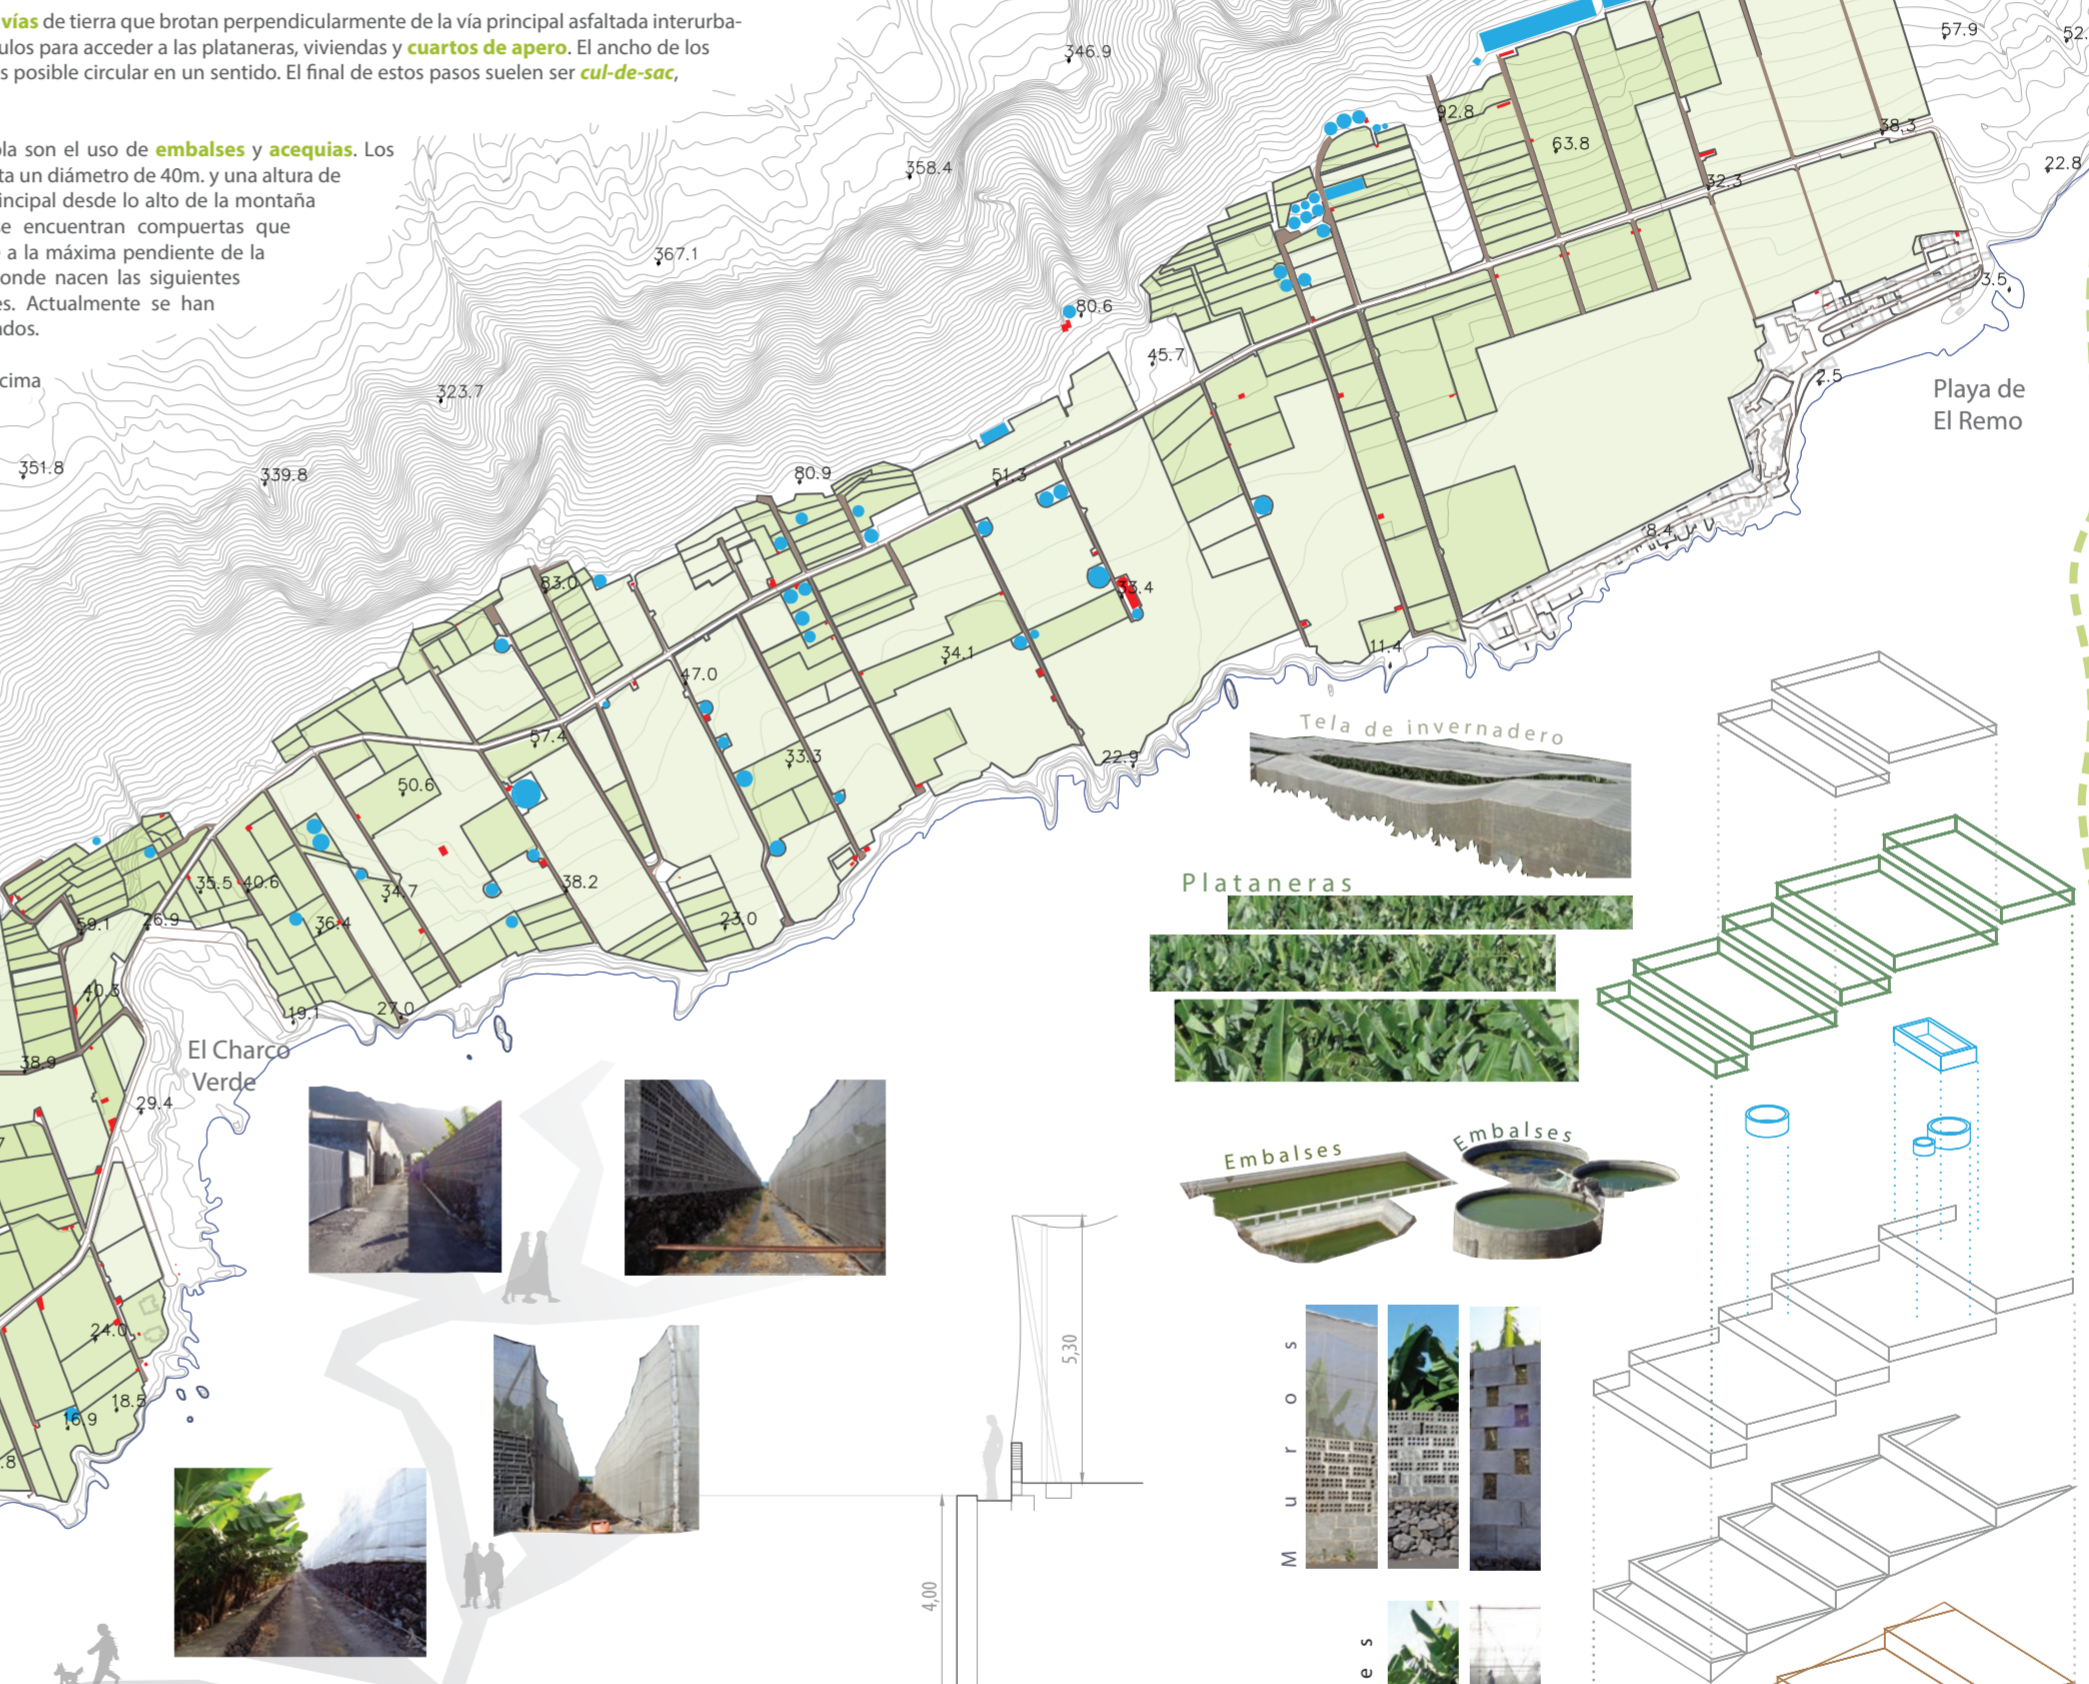 vías de tierra que brotan perpendicularmente de la vía principal asfaltada interurba-
ulos para acceder a las plataneras, viviendas y cuartos de apero. El ancho de los
s posible circular en un sentido. El final de estos pasos suelen ser cul-de-sac,
ola son el uso de embalses y acequias. Los
ta un diámetro de 40m. y una altura de
incipal desde lo alto de la montaña
e encuentran compuertas que
a la máxima pendiente de la
onde nacen las siguientes
es. Actualmente se han
ados.
cima
346.9
57.9
52.
358.4
92.8
63.8
38.3
22.8
32.3
367.1
3.5
80.6
45.7
2.5
323.7
Playa de
El Remo
351.8
339.8
80.9
51.3
8.4
83.0
33.4
34.1
11.4
47.0
57.4
33.3
22.9
50.6
Tela de invernadero
35.5
40.6
34.7
38.2
Plataneras
59.1
26.9
36.4
23.0
40.3
19.1
27.0
38.9
El Charco
Verde
29.4
7
Embalses
Embalses
5,30
Muros
24.0
18.5
16.9
.8
4,00
es